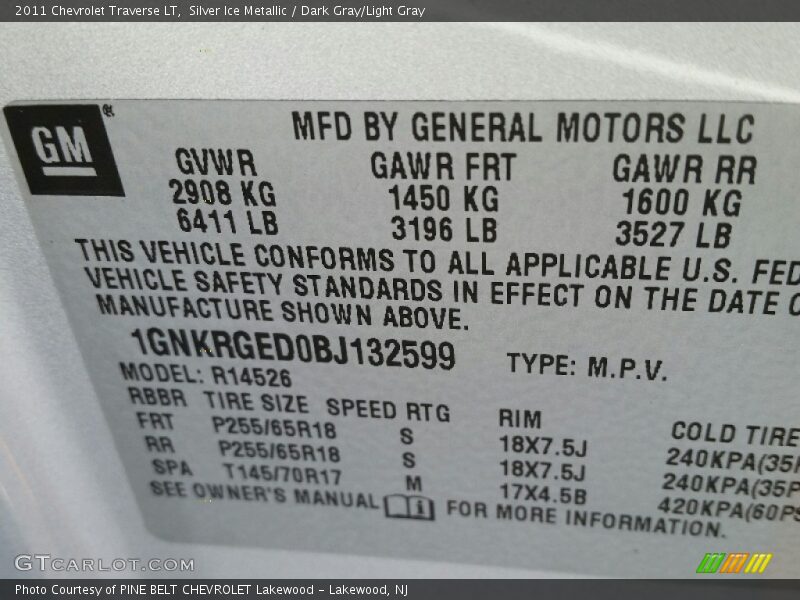 2011 Chevrolet Traverse LT, Silver Ice Metallic / Dark Gray/Light Gray
GM ®
MFD BY GENERAL MOTORS LLC
GVWR GAWR FRT GAWR RR
2908 KG 1450 KG 1600 KG
6411 LB 3196 LB 3527 LB
THIS VEHICLE CONFORMS TO ALL APPLICABLE U.S. FED
VEHICLE SAFETY STANDARDS IN EFFECT ON THE DATE O
MANUFACTURE SHOWN ABOVE.
1GNKRGED0BJ132599 TYPE: M.P.V.
MODEL: R14526
RBBR TIRE SIZE SPEED RTG RIM COLD TIRE
FRT P255/65R18 S 18X7.5J 240KPA(35P
RR P255/65R18 S 18X7.5J 240KPA(35P
SPA T145/70R17 M 17X4.5B 420KPA(60PS
SEE OWNER'S MANUAL i FOR MORE INFORMATION.
GTCarLot.com
Photo Courtesy of PINE BELT CHEVROLET Lakewood - Lakewood, NJ